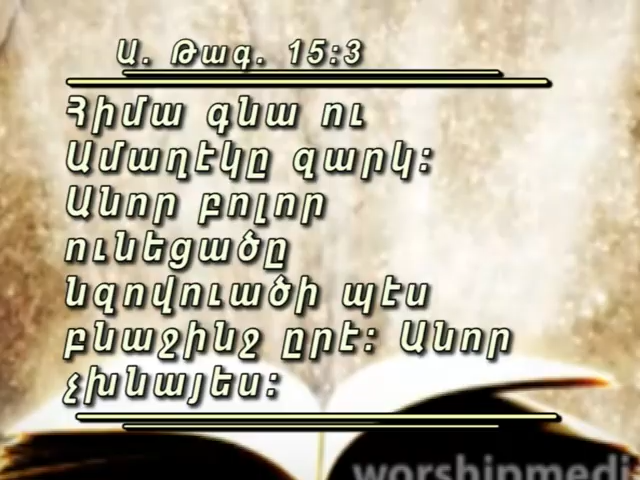 Ա. Թագ. 15:3
Հիմա գնա ու
Ամաղէկը զարկ:
Անոր բոլոր
ունեցածը
նզովուածի պէս
բնաջինջ ըրէ: Անոր
չխնայես:
worshipmedi